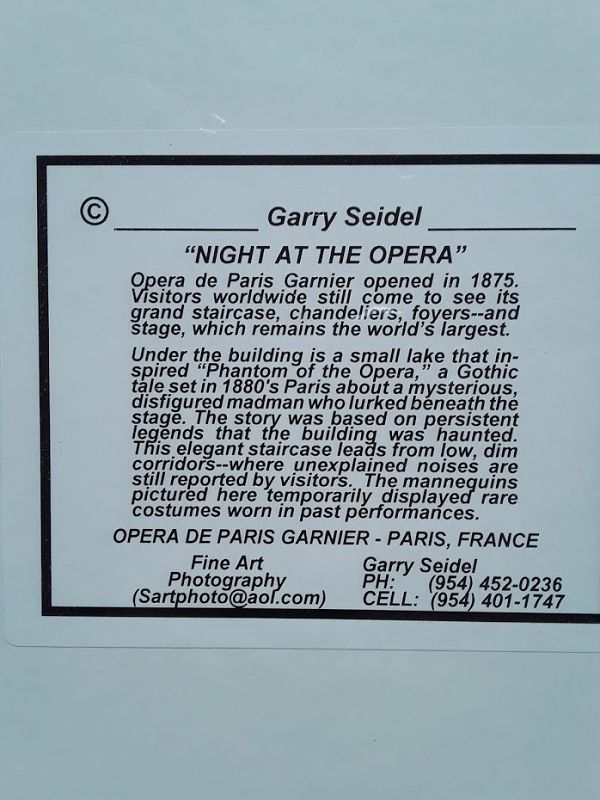 © __________ Garry Seidel __________
“NIGHT AT THE OPERA”
Opera de Paris Garnier opened in 1875.
Visitors worldwide still come to see its
grand staircase, chandeliers, foyers--and
stage, which remains the world's largest.
Under the building is a small lake that in-
spired “Phantom of the Opera,” a Gothic
tale set in 1880's Paris about a mysterious,
disfigured madman who lurked beneath the
stage. The story was based on persistent
legends that the building was haunted.
This elegant staircase leads from low, dim
corridors--where unexplained noises are
still reported by visitors. The mannequins
pictured here temporarily displayed rare
costumes worn in past performances.
OPERA DE PARIS GARNIER - PARIS, FRANCE
Fine Art
Photography
(Sartphoto@aol.com)
Garry Seidel
PH: (954) 452-0236
CELL: (954) 401-1747